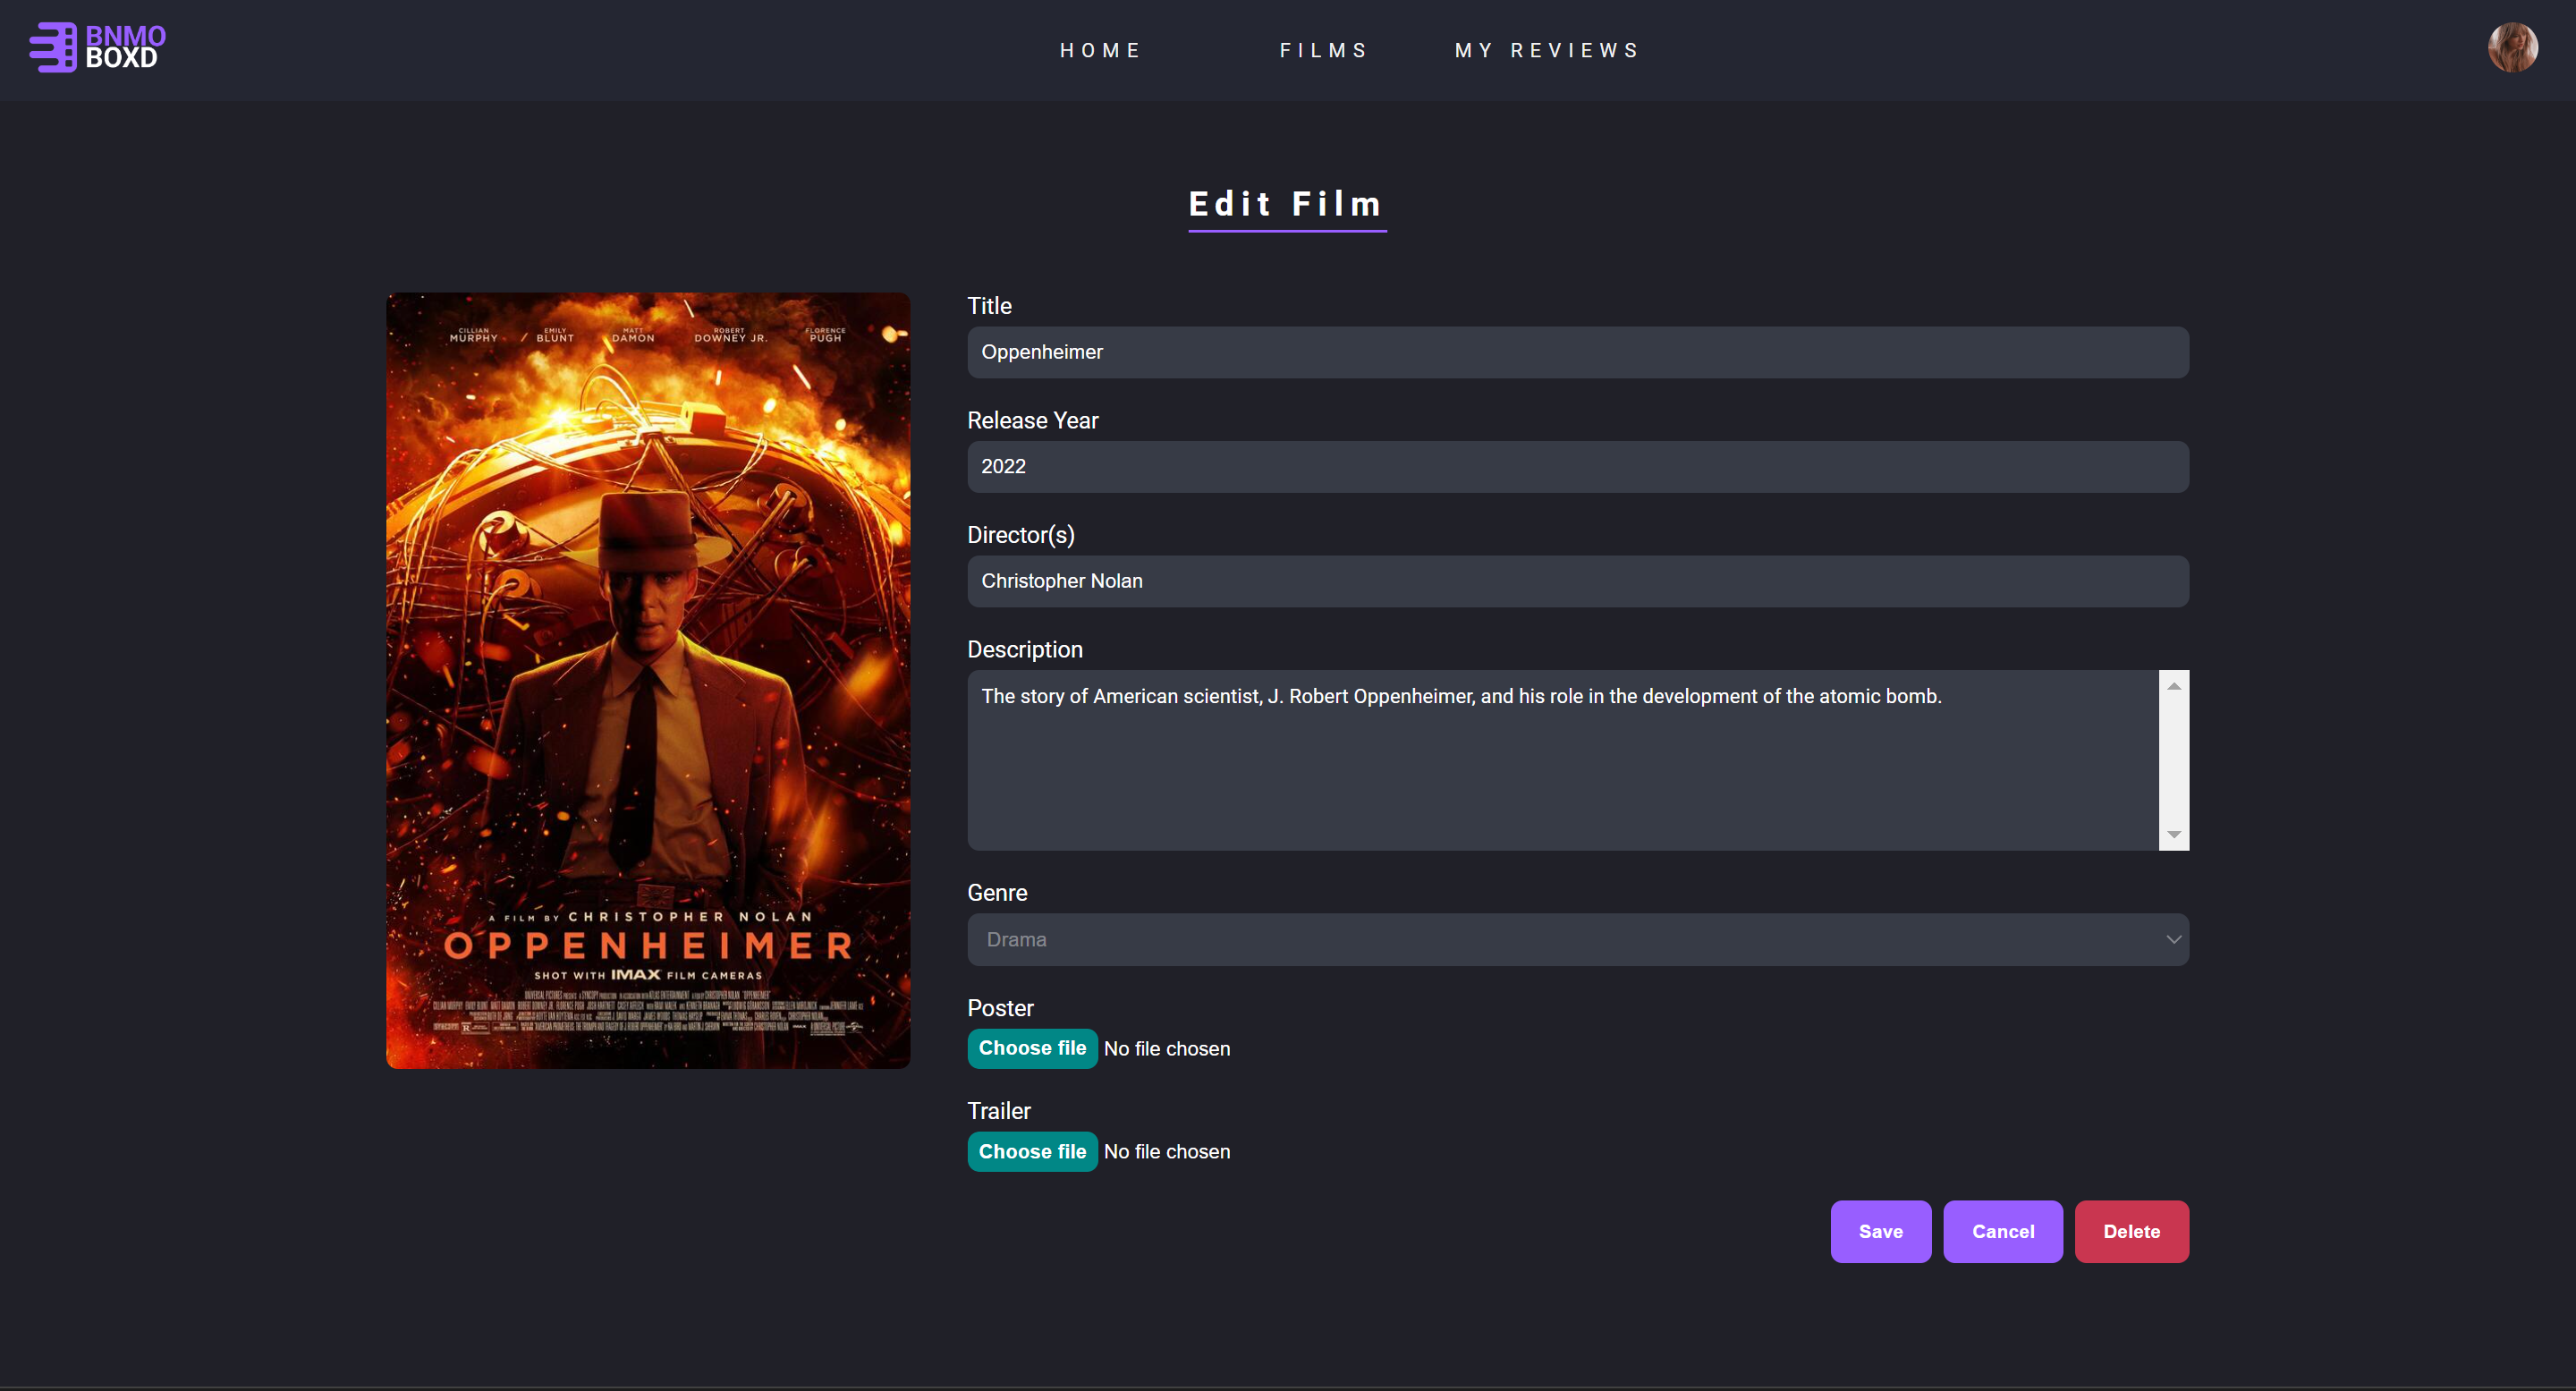 BNMO
BOXD
HOME
FILMS
MY REVIEWS
Edit Film
CILLIAN MURPHY
EMILY BLUNT
MATT DAMON
ROBERT DOWNEY JR.
FLORENCE PUGH
A FILM BY CHRISTOPHER NOLAN
OPPENHEIMER
SHOT WITH IMAX FILM CAMERAS
Title
Oppenheimer
Release Year
2022
Director(s)
Christopher Nolan
Description
The story of American scientist, J. Robert Oppenheimer, and his role in the development of the atomic bomb.
Genre
Drama
Poster
Choose file No file chosen
Trailer
Choose file No file chosen
Save
Cancel
Delete